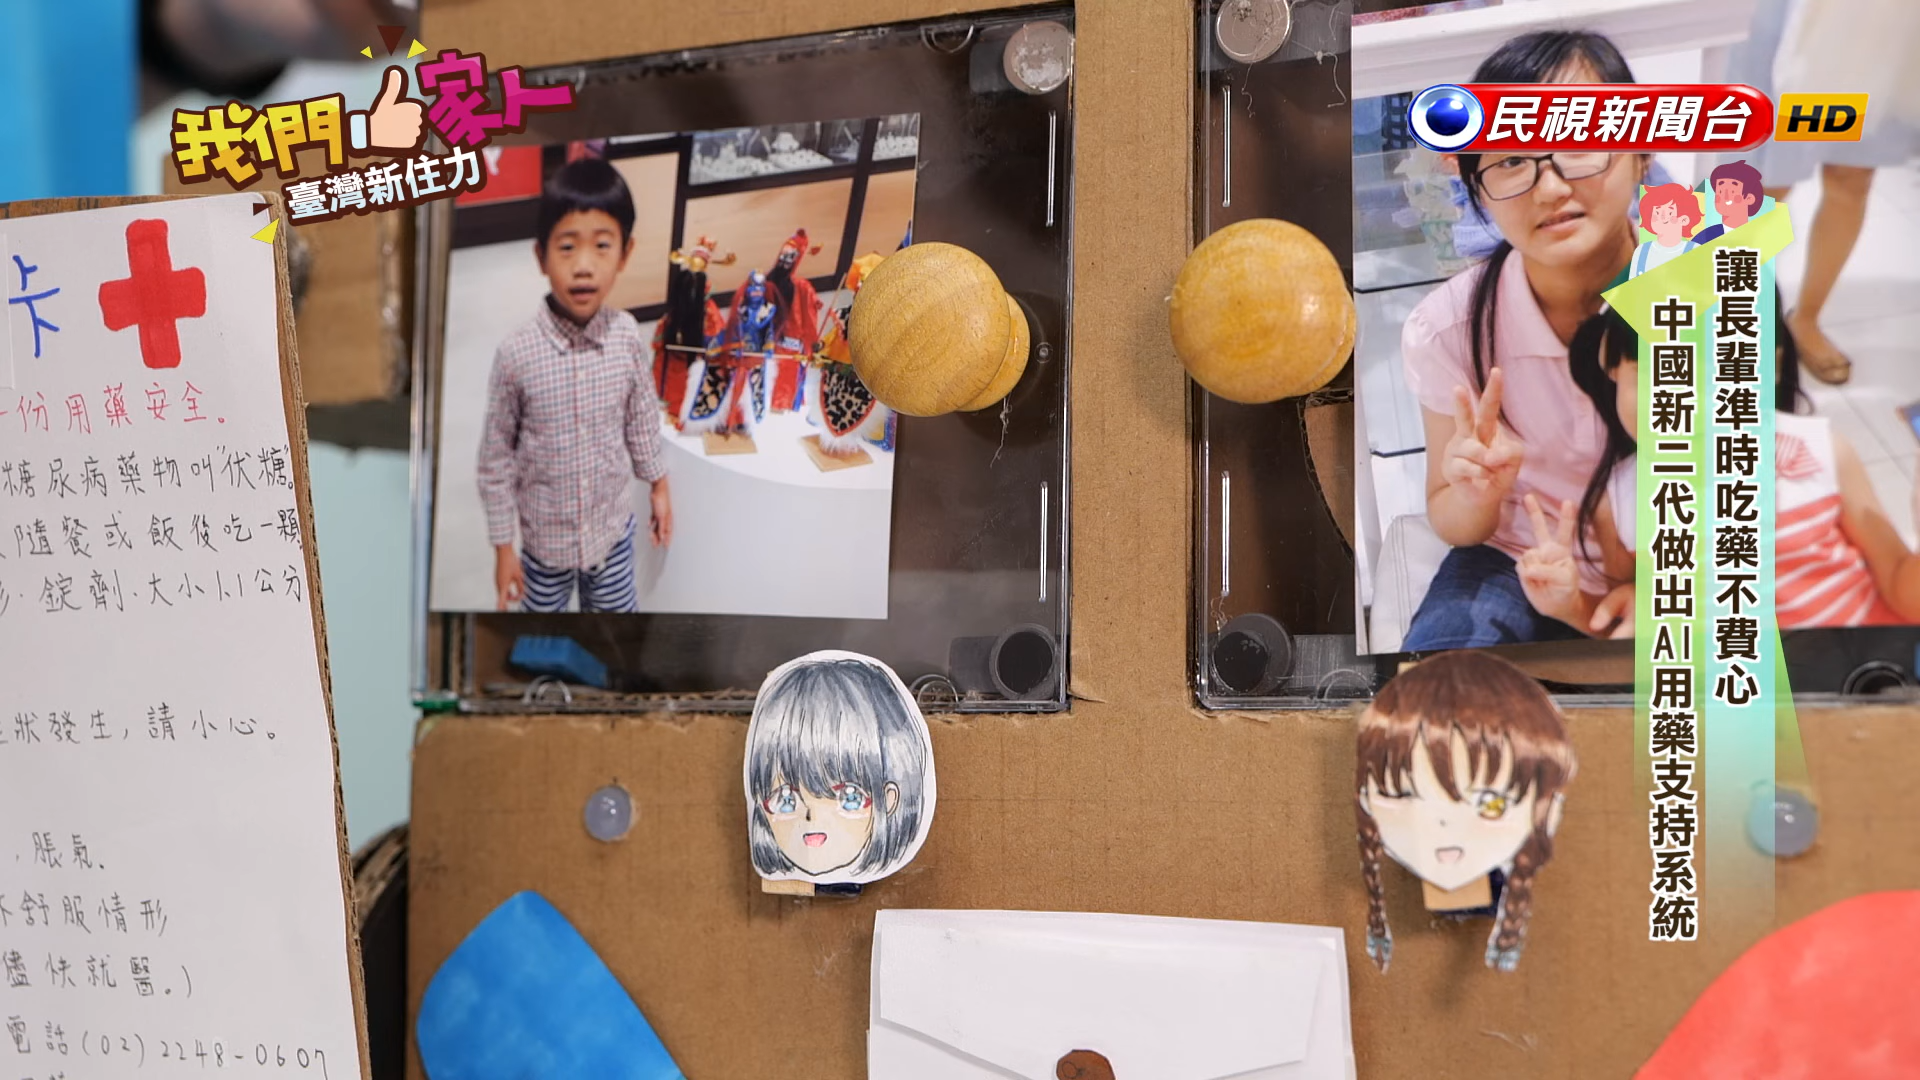 我們 家人
臺灣新住力
民視新聞台 HD
讓長輩準時吃藥不費心
中國新二代做出AI用藥支持系統
卡
一份用藥安全。
糖尿病藥物叫"伏糖"。
隨餐或飯後吃一顆
錠劑.大小1.1公分
狀發生,請小心。
,脹氣.
不舒服情形
儘快就醫。)
電話(02)2248-0607